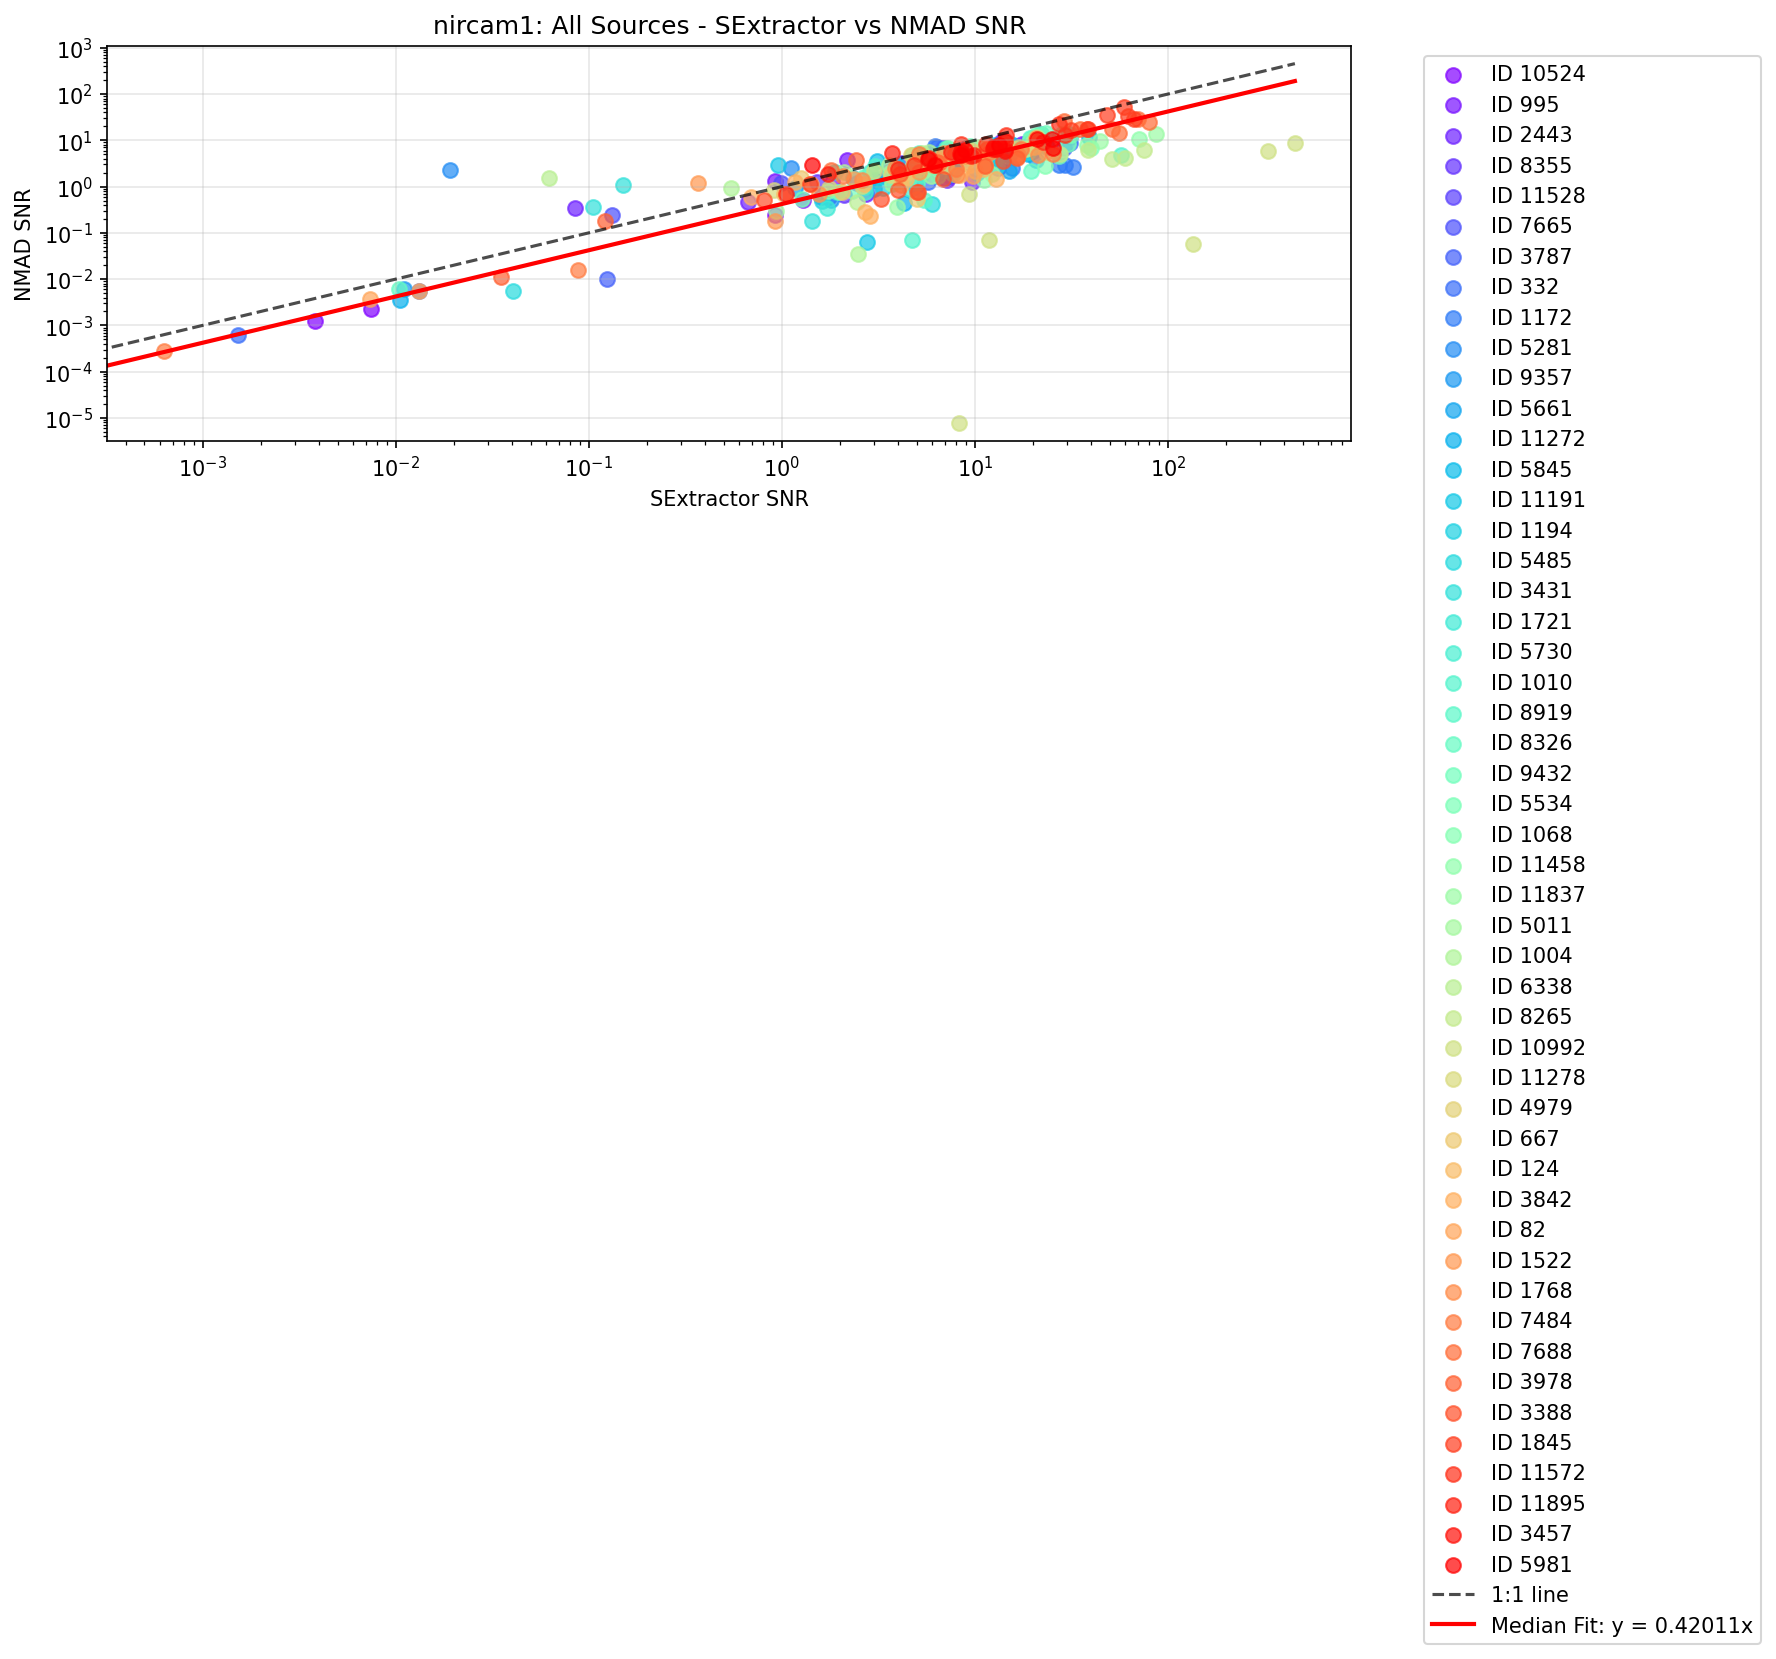 nircam1: All Sources - SExtractor vs NMAD SNR
10³
10²
10¹
10⁰
10⁻¹
10⁻²
10⁻³
10⁻⁴
10⁻⁵
NMAD SNR
10⁻³ 10⁻² 10⁻¹ 10⁰ 10¹ 10²
SExtractor SNR
ID 10524
ID 995
ID 2443
ID 8355
ID 11528
ID 7665
ID 3787
ID 332
ID 1172
ID 5281
ID 9357
ID 5661
ID 11272
ID 5845
ID 11191
ID 1194
ID 5485
ID 3431
ID 1721
ID 5730
ID 1010
ID 8919
ID 8326
ID 9432
ID 5534
ID 1068
ID 11458
ID 11837
ID 5011
ID 1004
ID 6338
ID 8265
ID 10992
ID 11278
ID 4979
ID 667
ID 124
ID 3842
ID 82
ID 1522
ID 1768
ID 7484
ID 7688
ID 3978
ID 3388
ID 1845
ID 11572
ID 11895
ID 3457
ID 5981
1:1 line
Median Fit: y = 0.42011x